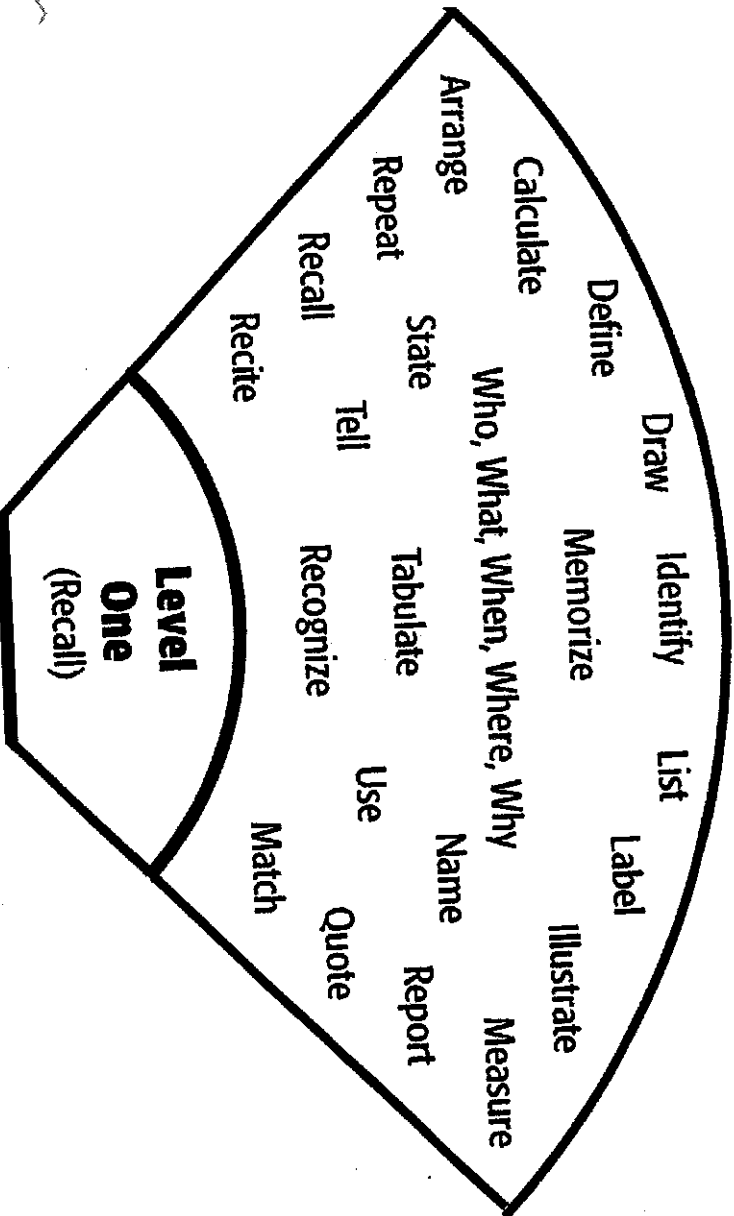 Draw
Identify
List
Define
Label
Calculate
Memorize
Illustrate
Arrange
Who, What, When, Where, Why
Measure
State
Name
Repeat
Tabulate
Report
Tell
Use
Recall
Recognize
Quote
Recite
Match
Level
One
(Recall)